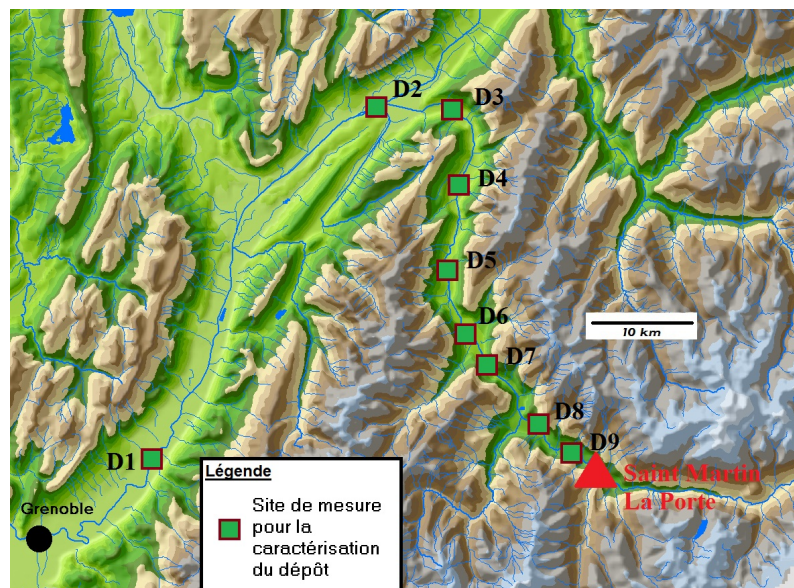 D2
D3
D4
D5
D6
D7
10 km
D8
D9
D1
Saint Martin
La Porte
Grenoble
Légende
Site de mesure
pour la
caractérisation
du dépôt